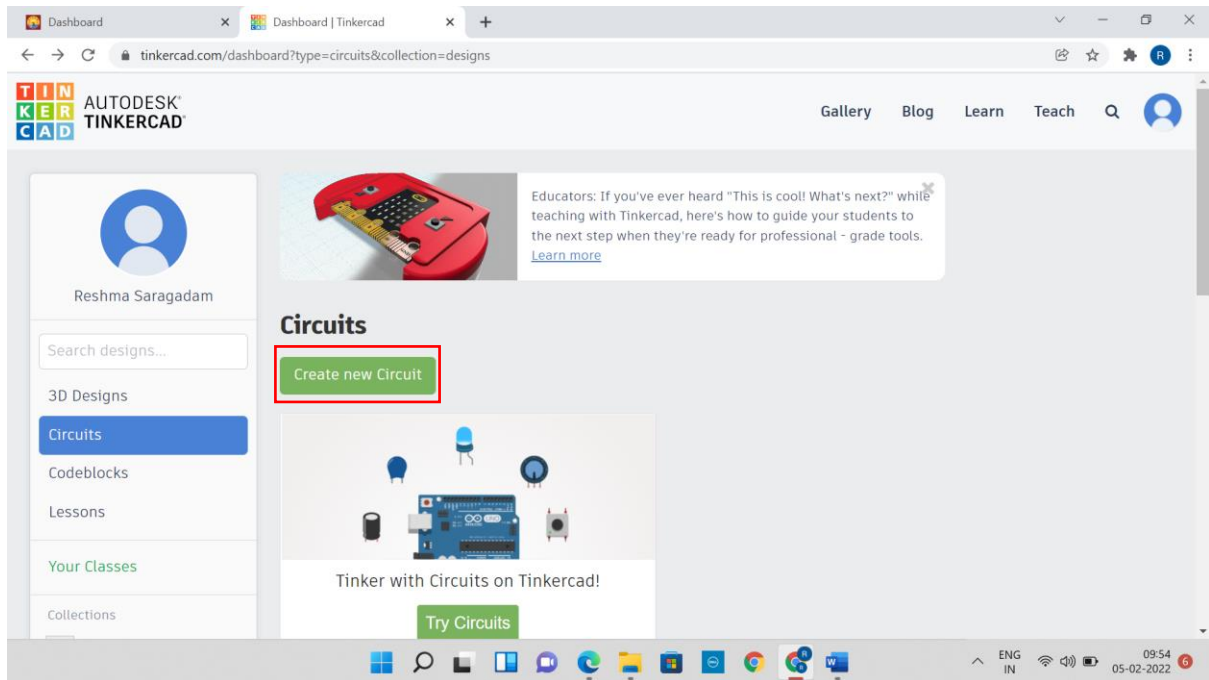 Dashboard
Dashboard | Tinkercad
tinkercad.com/dashboard?type=circuits&collection=designs
R
TIN
KER
CAD
AUTODESK®
TINKERCAD®
Gallery
Blog
Learn
Teach
Reshma Saragadam
Search designs...
3D Designs
Circuits
Codeblocks
Lessons
Your Classes
Collections
Educators: If you've ever heard "This is cool! What's next?" while
teaching with Tinkercad, here's how to guide your students to
the next step when they're ready for professional - grade tools.
Learn more
Circuits
Create new Circuit
UNO
Tinker with Circuits on Tinkercad!
Try Circuits
R
W
ENG
IN
09:54
05-02-2022
6